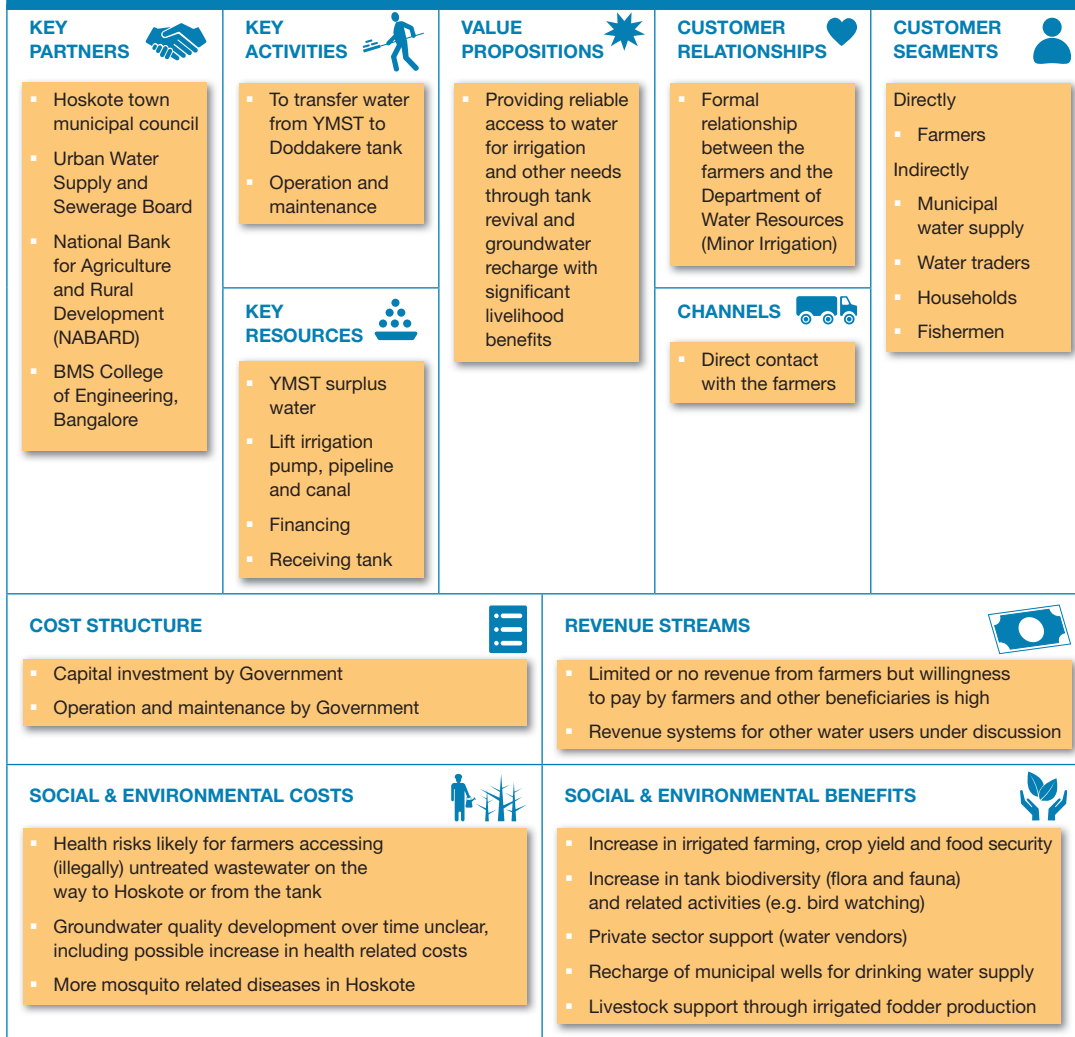 KEY
PARTNERS
Hoskote town
municipal council
Urban Water
Supply and
Sewerage Board
National Bank
for Agriculture
and Rural
Development
(NABARD)
BMS College
of Engineering,
Bangalore
KEY
ACTIVITIES
To transfer water
from YMST to
Doddakere tank
Operation and
maintenance
KEY
RESOURCES
YMST surplus
water
Lift irrigation
pump, pipeline
and canal
Financing
Receiving tank
VALUE
PROPOSITIONS
Providing reliable
access to water
for irrigation
and other needs
through tank
revival and
groundwater
recharge with
significant
livelihood
benefits
CUSTOMER
RELATIONSHIPS
Formal
relationship
between the
farmers and the
Department of
Water Resources
(Minor Irrigation)
CHANNELS
Direct contact
with the farmers
CUSTOMER
SEGMENTS
Directly
Farmers
Indirectly
Municipal
water supply
Water traders
Households
Fishermen
COST STRUCTURE
Capital investment by Government
Operation and maintenance by Government
REVENUE STREAMS
Limited or no revenue from farmers but willingness
to pay by farmers and other beneficiaries is high
Revenue systems for other water users under discussion
SOCIAL & ENVIRONMENTAL COSTS
Health risks likely for farmers accessing
(illegally) untreated wastewater on the
way to Hoskote or from the tank
Groundwater quality development over time unclear,
including possible increase in health related costs
More mosquito related diseases in Hoskote
SOCIAL & ENVIRONMENTAL BENEFITS
Increase in irrigated farming, crop yield and food security
Increase in tank biodiversity (flora and fauna)
and related activities (e.g. bird watching)
Private sector support (water vendors)
Recharge of municipal wells for drinking water supply
Livestock support through irrigated fodder production